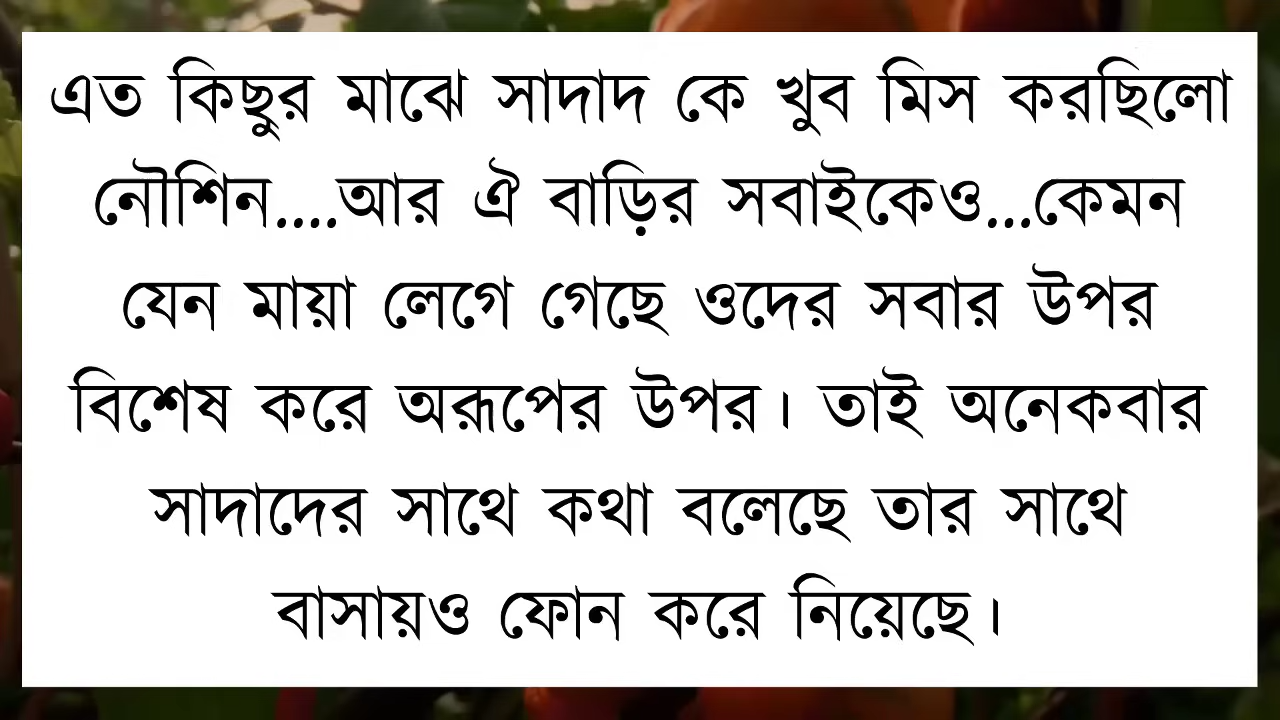 এত কিছুর মাঝে সাদাদ কে খুব মিস করছিলো
নৌশিন....আর ঐ বাড়ির সবাইকেও...কেমন
যেন মায়া লেগে গেছে ওদের সবার উপর
বিশেষ করে অরূপের উপর। তাই অনেকবার
সাদাদের সাথে কথা বলেছে তার সাথে
বাসায়ও ফোন করে নিয়েছে।